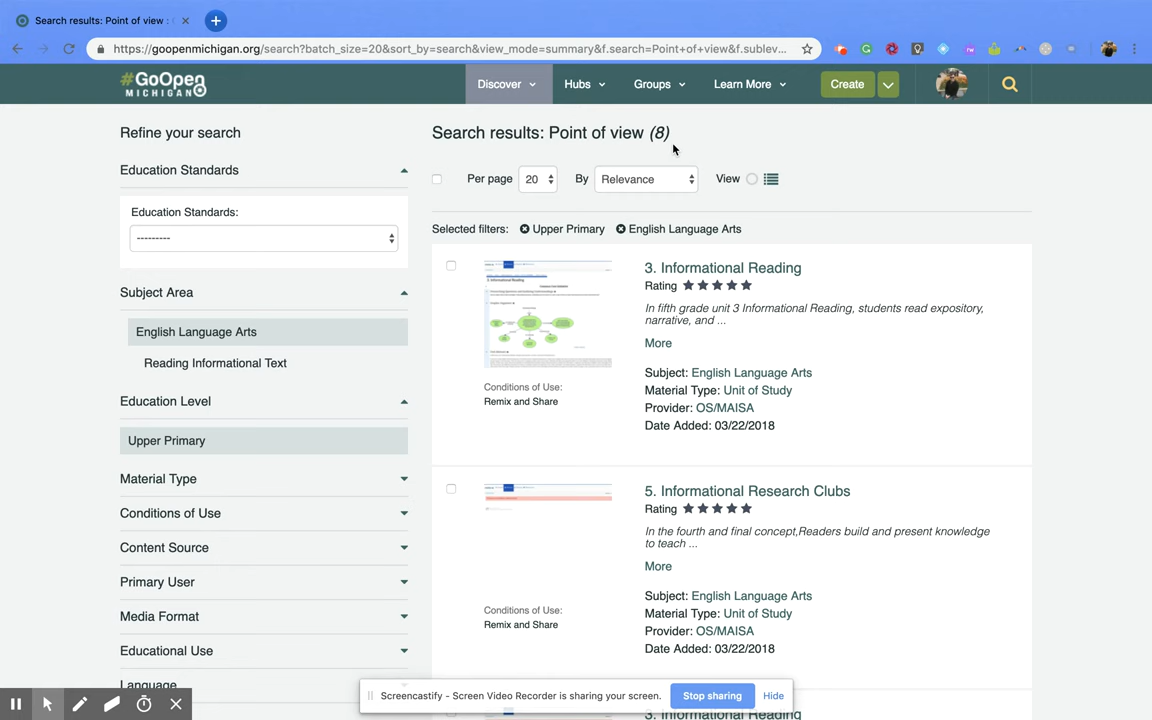 Search results: Point of view :
https://goopenmichigan.org/search?batch_size=20&sort_by=search&view_mode=summary&f.search=Point+of+view&f.sublev...
#GoOpen
MICHIGAN
Discover
Hubs
Groups
Learn More
Create
Refine your search
Education Standards
Education Standards:
---------
Subject Area
English Language Arts
Reading Informational Text
Education Level
Upper Primary
Material Type
Conditions of Use
Content Source
Primary User
Media Format
Educational Use
Language
Search results: Point of view (8)
Per page 20 By Relevance View
Selected filters: Upper Primary English Language Arts
3. Informational Reading
Rating
In fifth grade unit 3 Informational Reading, students read expository,
narrative, and ...
More
Conditions of Use:
Remix and Share
Subject: English Language Arts
Material Type: Unit of Study
Provider: OS/MAISA
Date Added: 03/22/2018
5. Informational Research Clubs
Rating
In the fourth and final concept,Readers build and present knowledge
to teach ...
More
Conditions of Use:
Remix and Share
Subject: English Language Arts
Material Type: Unit of Study
Provider: OS/MAISA
Date Added: 03/22/2018
3. Informational Reading
Screencastify - Screen Video Recorder is sharing your screen.
Stop sharing
Hide